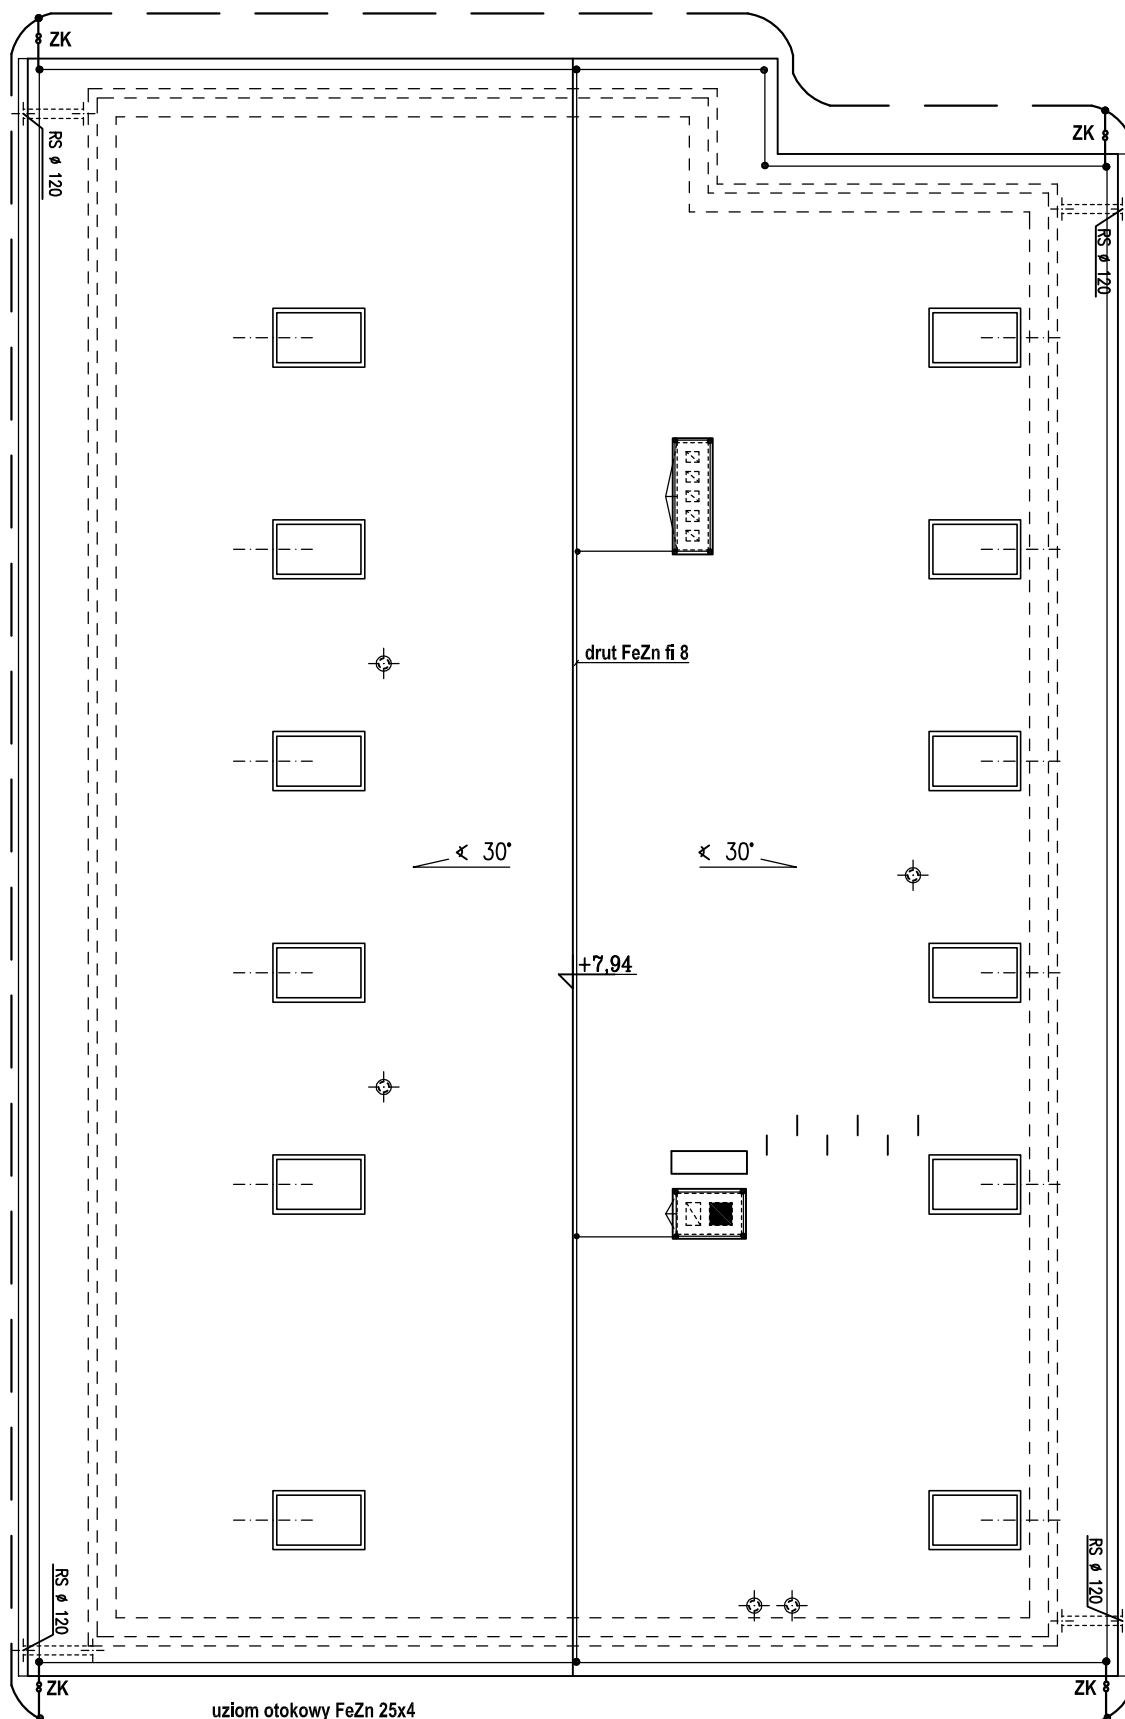 ZK
ZK
RS ø 120
RS ø 120
drut FeZn fi 8
∢ 30°
∢ 30°
+7,94
RS ø 120
RS ø 120
ZK
ZK
uziom otokowy FeZn 25x4